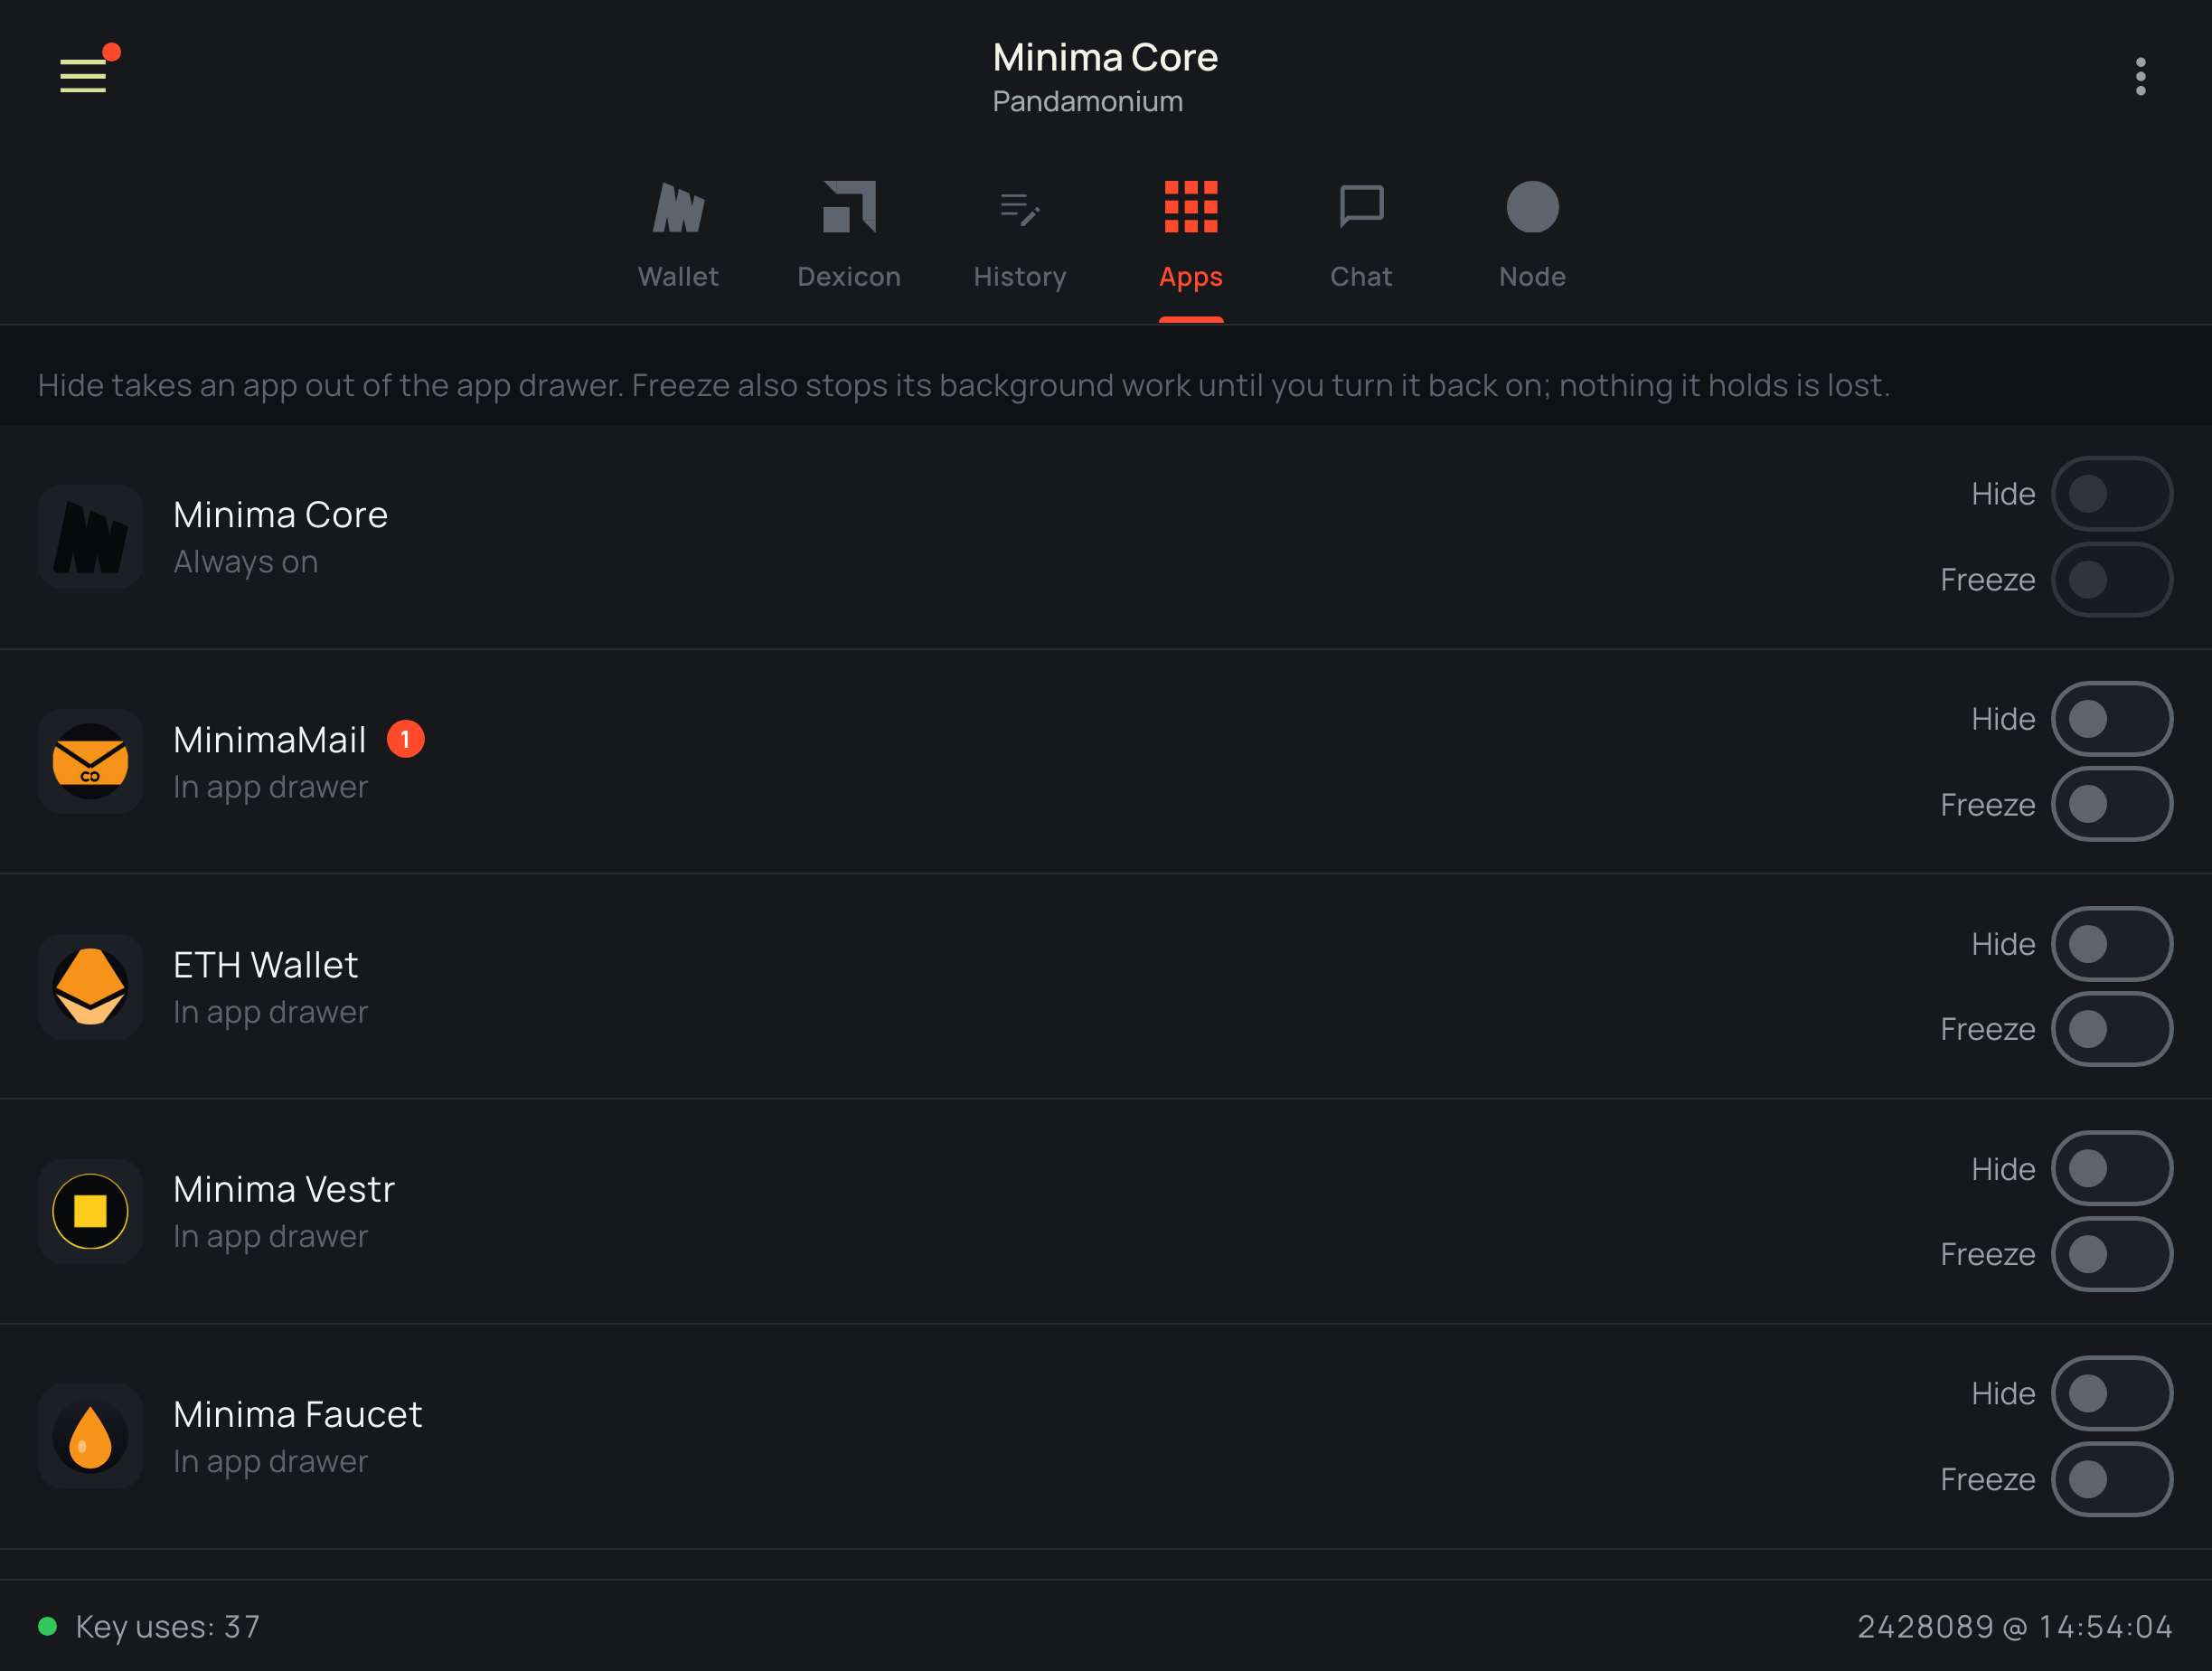 Minima Core
Pandamonium
Wallet
Dexicon
History
Apps
Chat
Node
Hide takes an app out of the app drawer. Freeze also stops its background work until you turn it back on; nothing it holds is lost.
Minima Core
Always on
Hide
Freeze
MinimaMail 1
In app drawer
Hide
Freeze
ETH Wallet
In app drawer
Hide
Freeze
Minima Vestr
In app drawer
Hide
Freeze
Minima Faucet
In app drawer
Hide
Freeze
Key uses: 37
2428089 @ 14:54:04